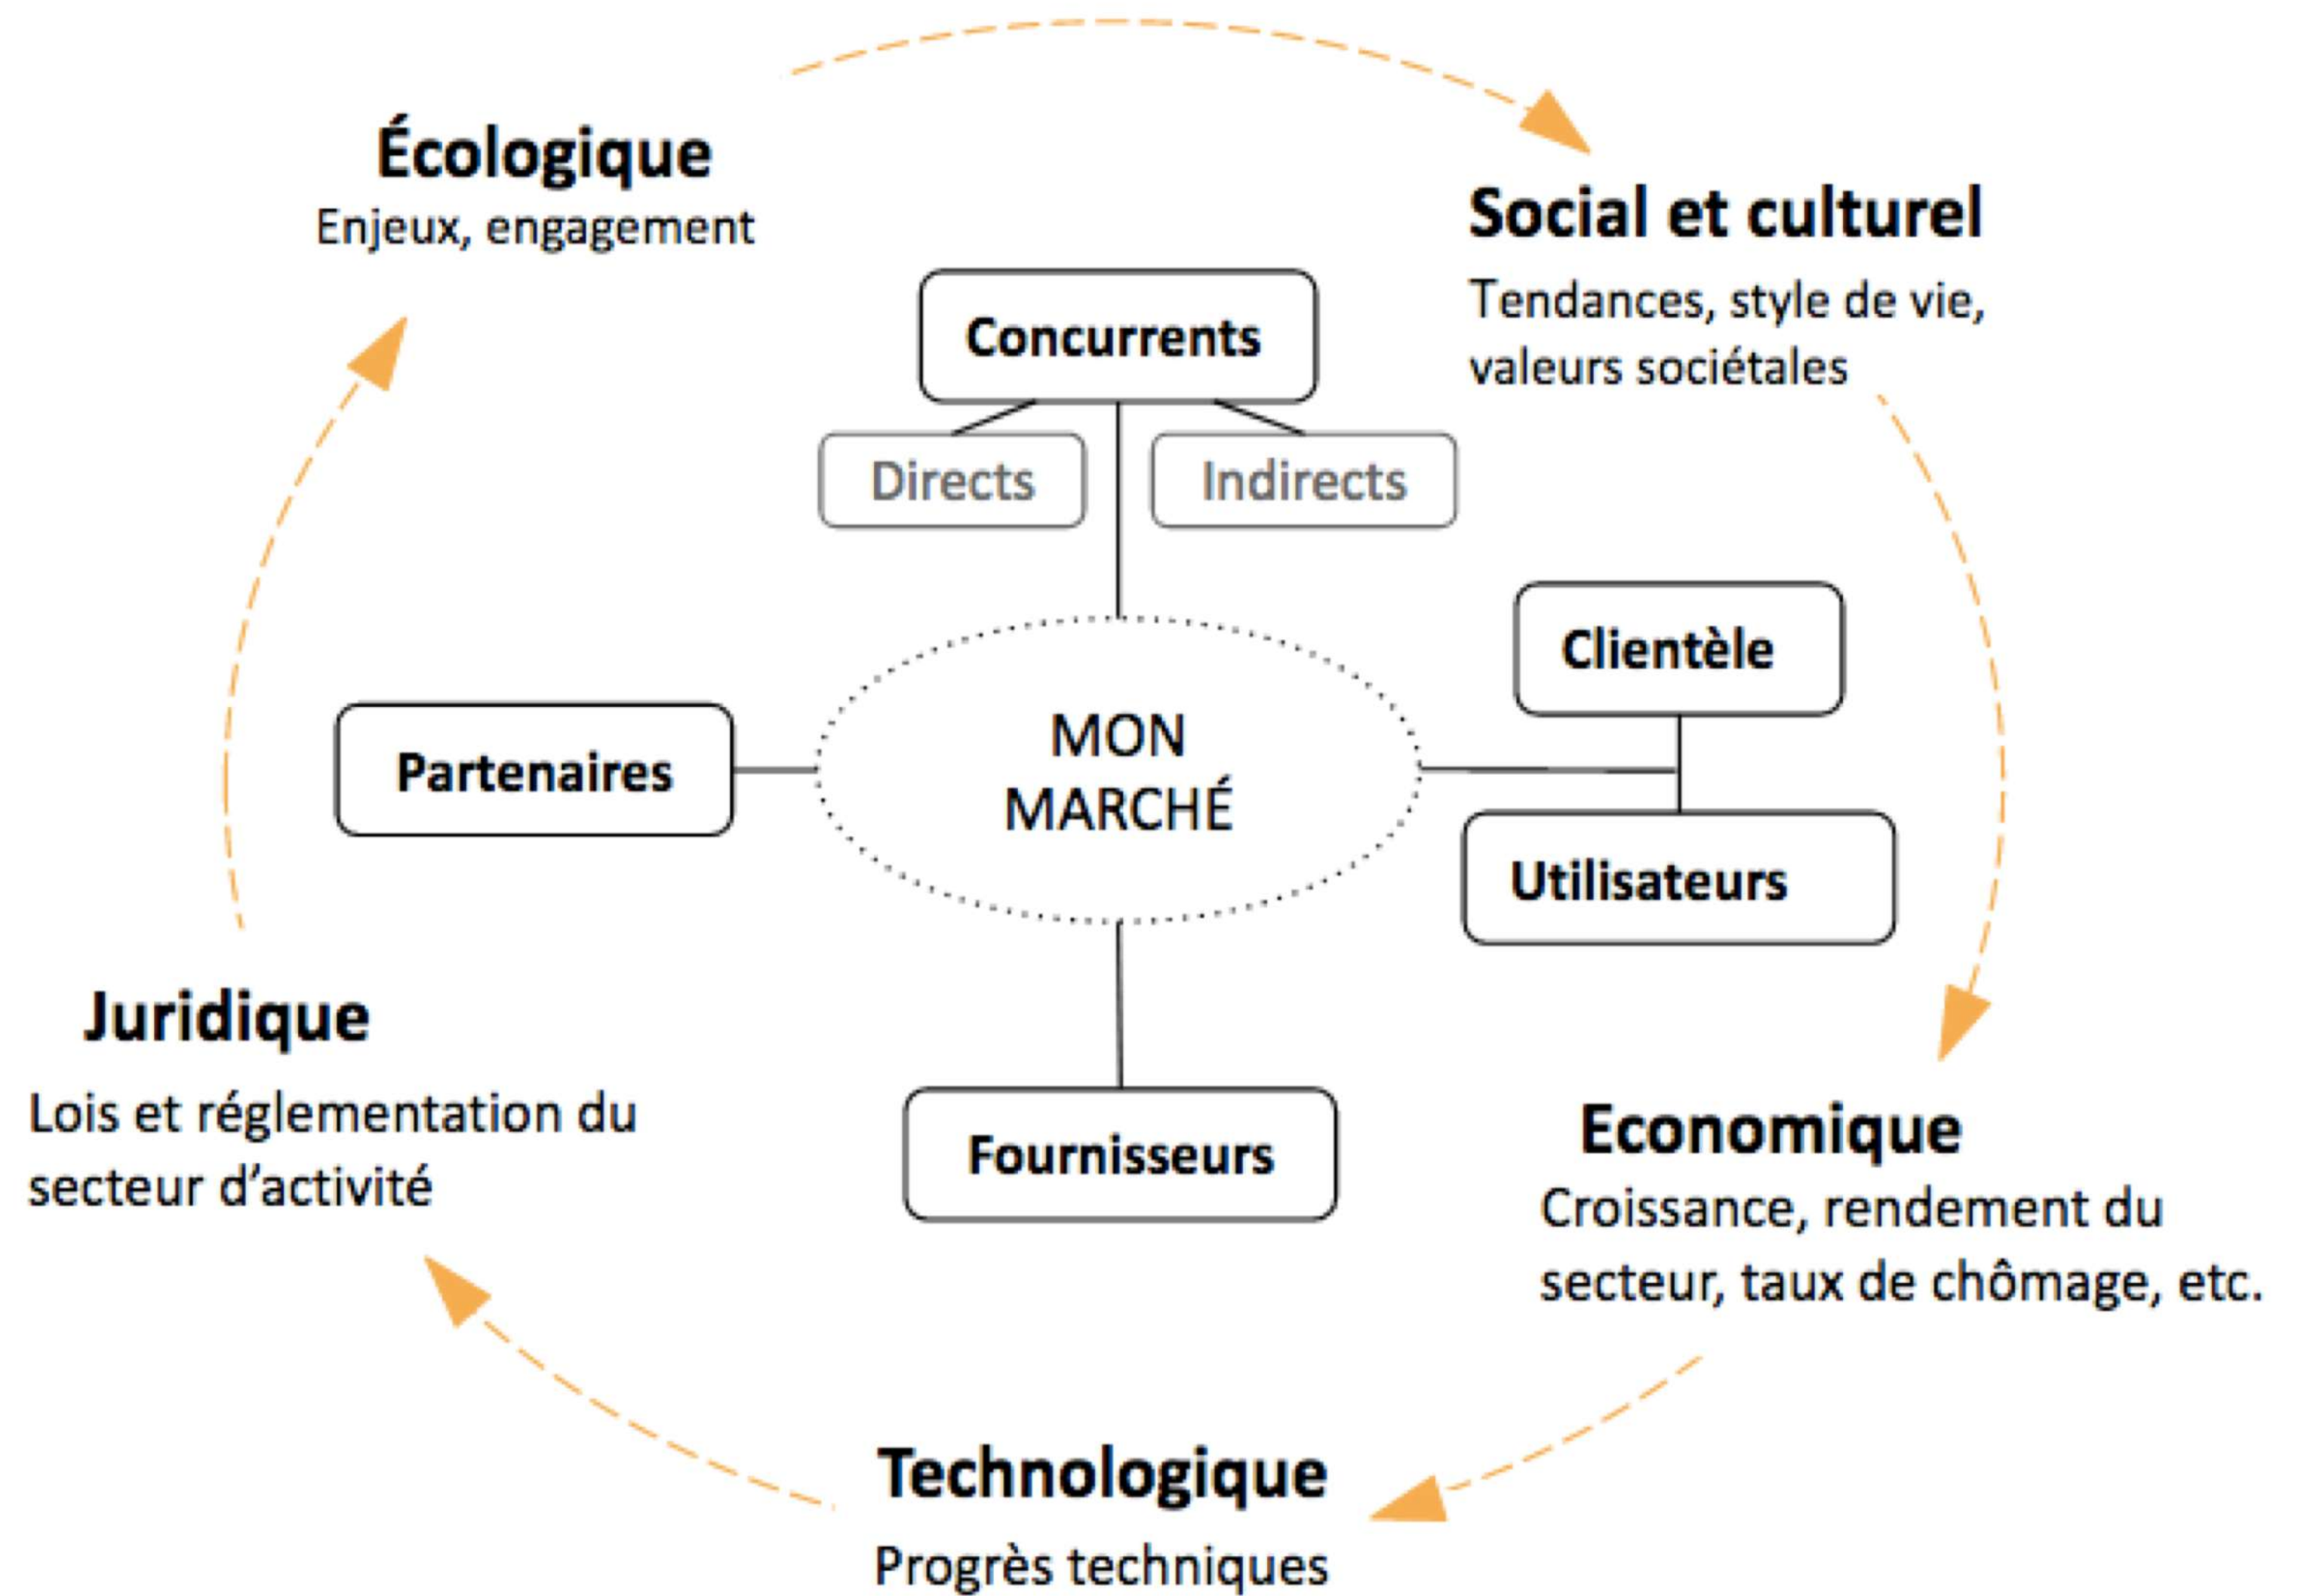 Écologique
Enjeux, engagement
Social et culturel
Tendances, style de vie,
valeurs sociétales
Concurrents
Directs
Indirects
Clientèle
MON
MARCHÉ
Partenaires
Utilisateurs
Juridique
Lois et réglementation du
secteur d’activité
Fournisseurs
Economique
Croissance, rendement du
secteur, taux de chômage, etc.
Technologique
Progrès techniques